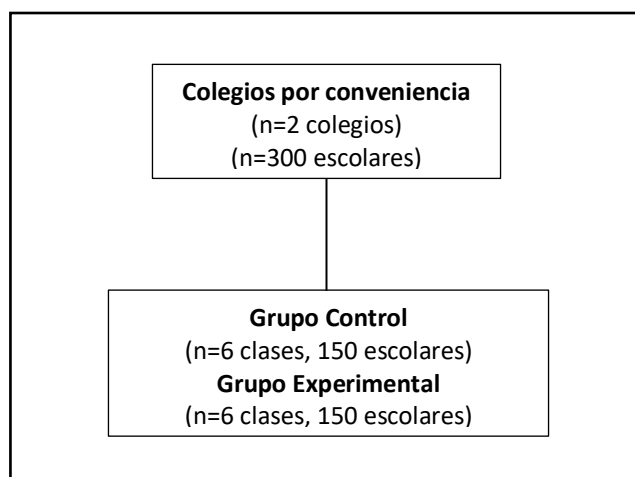 Colegios por conveniencia
(n=2 colegios)
(n=300 escolares)
Grupo Control
(n=6 clases, 150 escolares)
Grupo Experimental
(n=6 clases, 150 escolares)